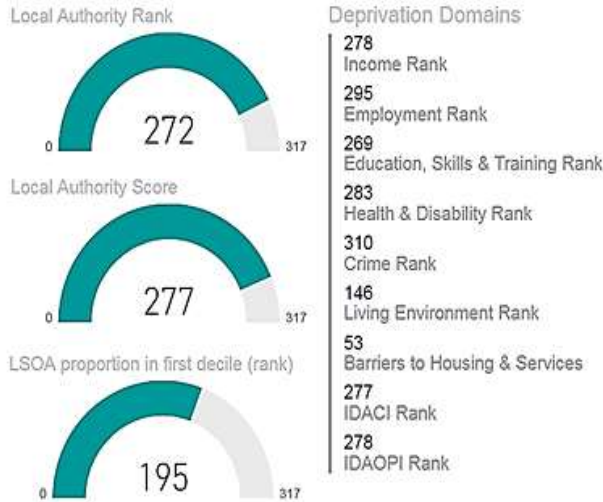 Local Authority Rank
272
0
317
Local Authority Score
277
0
317
LSOA proportion in first decile (rank)
195
0
317
Deprivation Domains
278
Income Rank
295
Employment Rank
269
Education, Skills & Training Rank
283
Health & Disability Rank
310
Crime Rank
146
Living Environment Rank
53
Barriers to Housing & Services
277
IDACI Rank
278
IDAOPI Rank